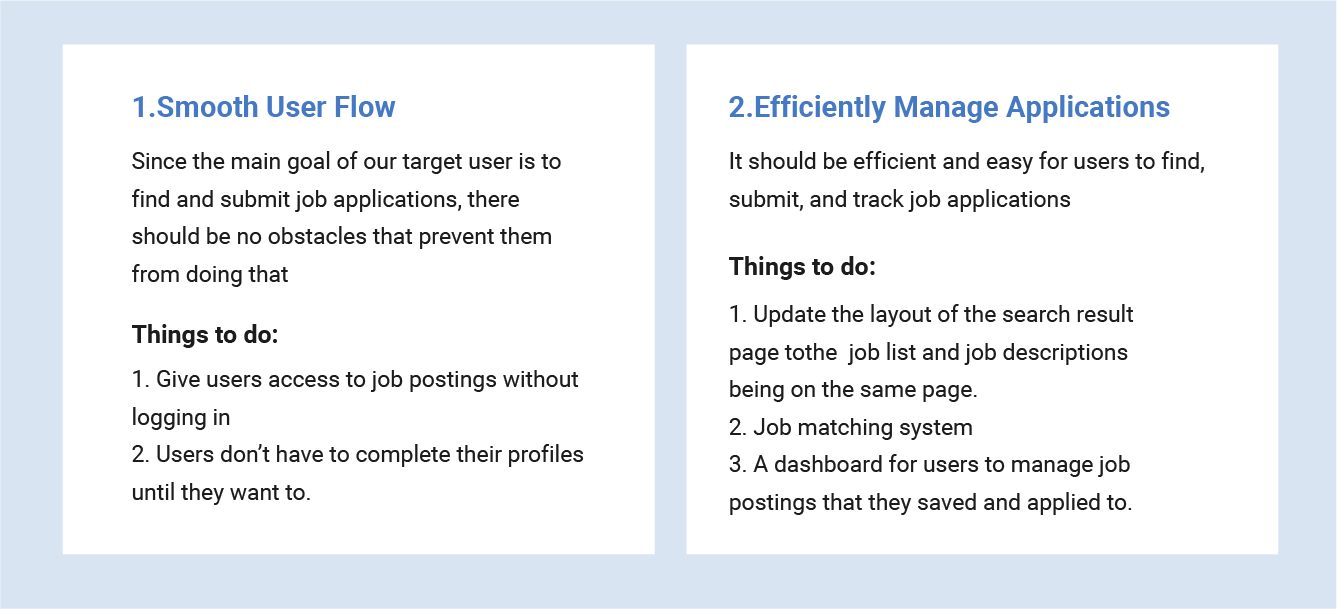 1.Smooth User Flow
Since the main goal of our target user is to
find and submit job applications, there
should be no obstacles that prevent them
from doing that
Things to do:
1. Give users access to job postings without
logging in
2. Users don’t have to complete their profiles
until they want to.
2.Efficiently Manage Applications
It should be efficient and easy for users to find,
submit, and track job applications
Things to do:
1. Update the layout of the search result
page tothe  job list and job descriptions
being on the same page.
2. Job matching system
3. A dashboard for users to manage job
postings that they saved and applied to.